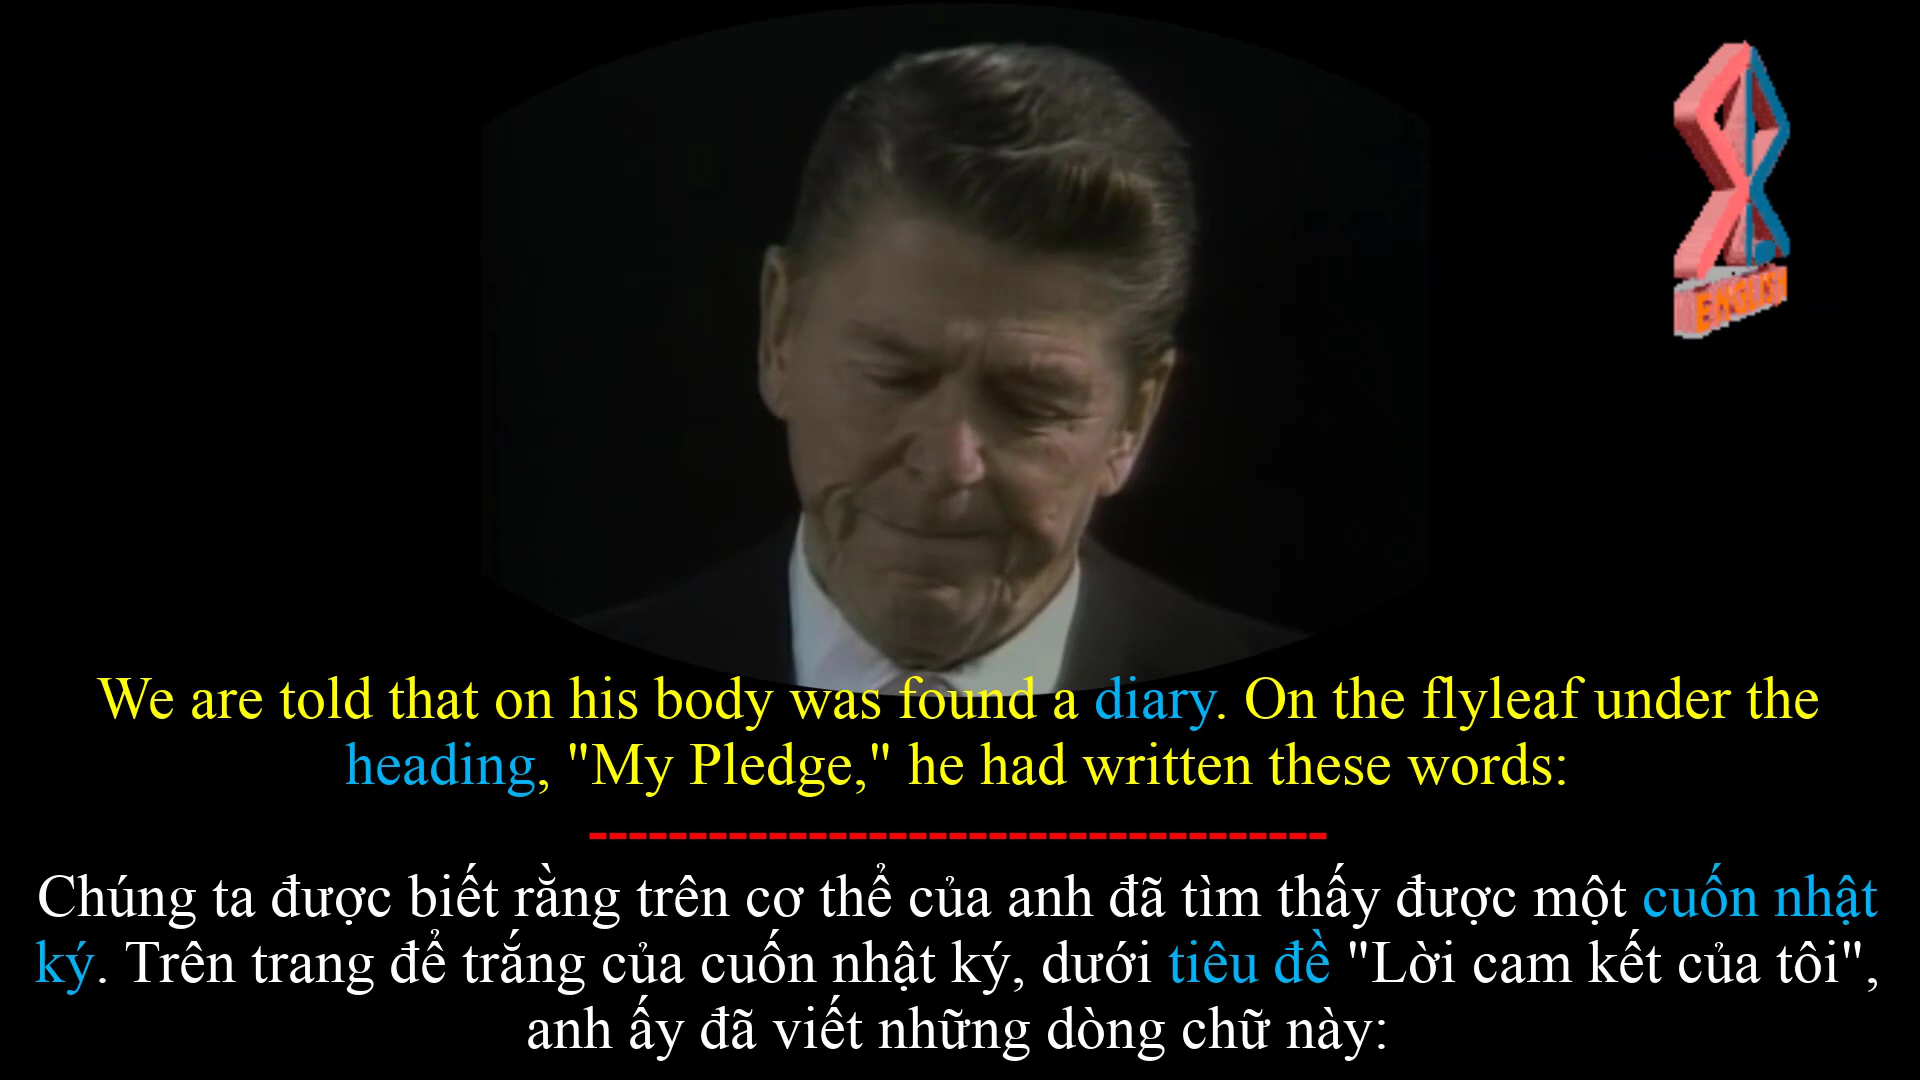 ENGLISH
We are told that on his body was found a diary. On the flyleaf under the
heading, "My Pledge," he had written these words:
-------------------------------------
Chúng ta được biết rằng trên cơ thể của anh đã tìm thấy được một cuốn nhật
ký. Trên trang để trắng của cuốn nhật ký, dưới tiêu đề "Lời cam kết của tôi",
anh ấy đã viết những dòng chữ này: